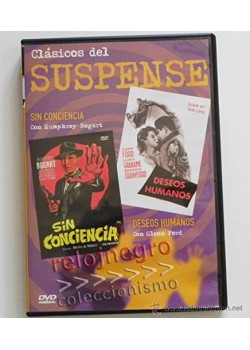 Clásicos del
SUSPENSE
SIN CONCIENCIA
Con Humphrey Bogart
FORD
GRAHAME
CRAWFORD
DESEOS
HUMANOS
BOGART
SIN
CONCIENCIA
DESEOS HUMANOS
Con Glenn Ford
relojnegro
>>>>>>
coleccionismo
DVD